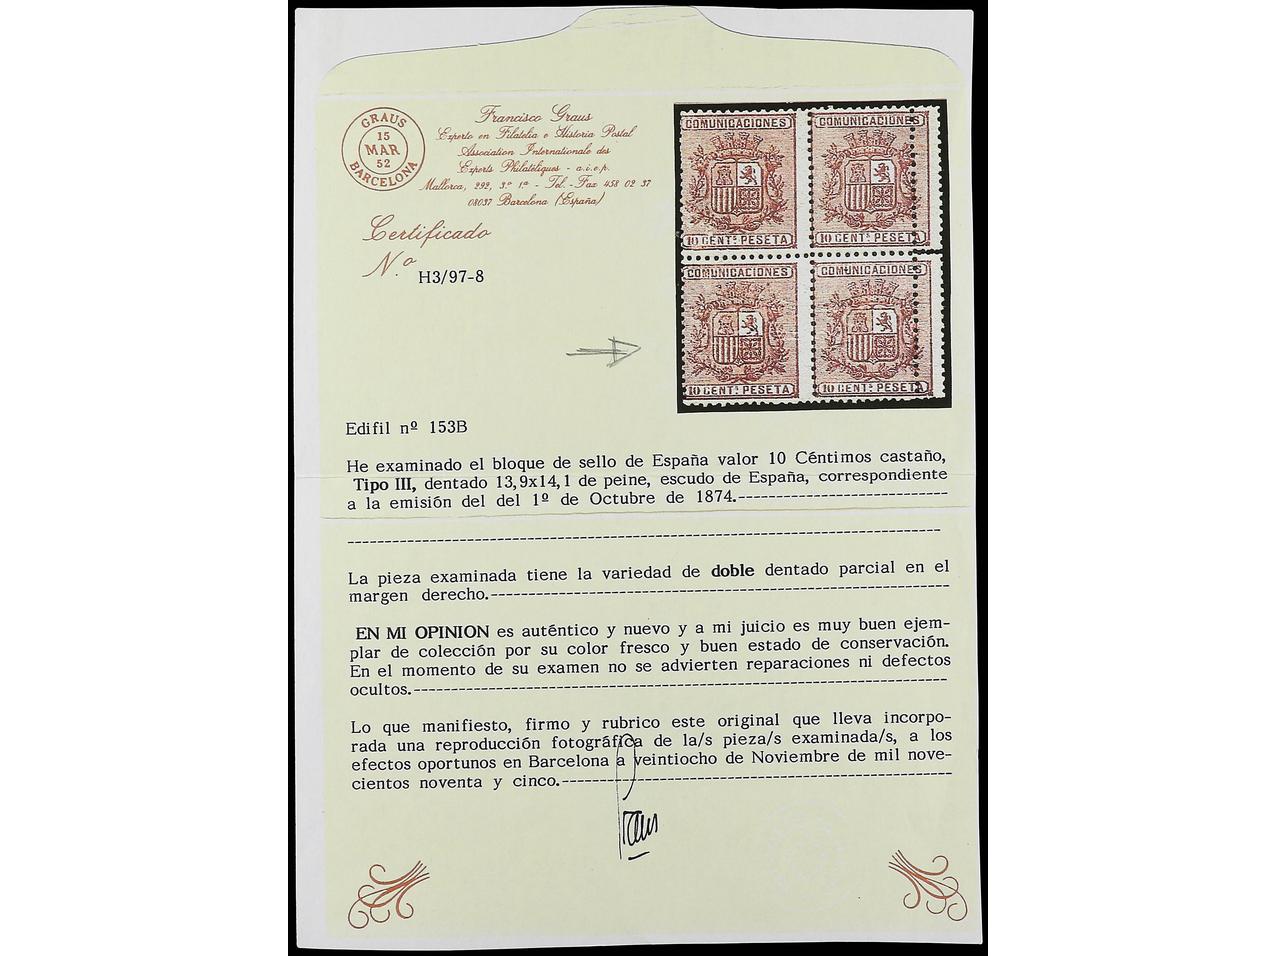 GRAUS
15
MAR
52
BARCELONA
Francisco Graus
Experto en Filatelia e Historia Postal
Association Internationale des
Experts Philatéliques - a.i.e.p.
Mallorca, 292, 3.º 1ª - Tel.-Fax 458 02 37
08037 Barcelona (España)
Certificado
N.º H3/97-8
COMUNICACIONES COMUNICACIONES
10 CENTS PESETA 10 CENTS PESETA
COMUNICACIONES COMUNICACIONES
10 CENTS PESETA 10 CENTS PESETA
Edifil nº 153B
He examinado el bloque de sello de España valor 10 Céntimos castaño,
Tipo III, dentado 13,9x14,1 de peine, escudo de España, correspondiente
a la emisión del del 1º de Octubre de 1874.---------------------------
------------------------------------------------------------------------
La pieza examinada tiene la variedad de doble dentado parcial en el
margen derecho.---------------------------------------------------------
EN MI OPINION es auténtico y nuevo y a mi juicio es muy buen ejem-
plar de colección por su color fresco y buen estado de conservación.
En el momento de su examen no se advierten reparaciones ni defectos
ocultos.------------------------------------------------------------------
Lo que manifiesto, firmo y rubrico este original que lleva incorpo-
rada una reproducción fotográfica de la/s pieza/s examinada/s, a los
efectos oportunos en Barcelona a veintiocho de Noviembre de mil nove-
cientos noventa y cinco.-------------------------------------------------
Graus